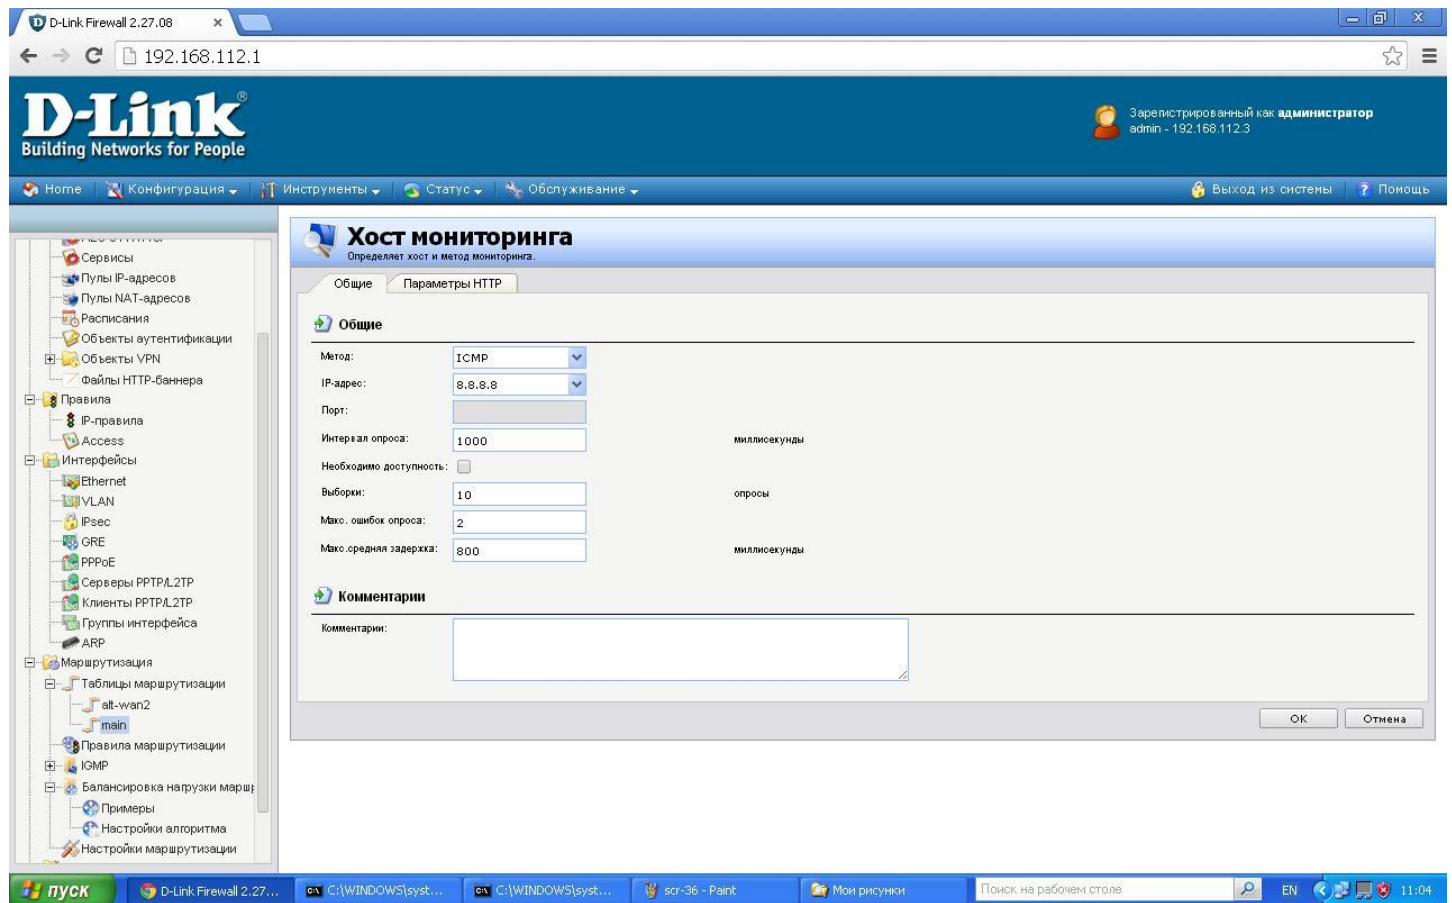 D-Link Firewall 2.27.08
192.168.112.1
D-Link®
Building Networks for People
Зарегистрированный как администратор
admin - 192.168.112.3
Home Конфигурация Инструменты Статус Обслуживание Выход из системы Помощь
Сервисы
Пулы IP-адресов
Пулы NAT-адресов
Расписания
Объекты аутентификации
Объекты VPN
Файлы HTTP-баннера
Правила
IP-правила
Access
Интерфейсы
Ethernet
VLAN
IPsec
GRE
PPPoE
Серверы PPTP/L2TP
Клиенты PPTP/L2TP
Группы интерфейса
ARP
Маршрутизация
Таблицы маршрутизации
alt-wan2
main
Правила маршрутизации
IGMP
Балансировка нагрузки марш
Примеры
Настройки алгоритма
Настройки маршрутизации
Хост мониторинга
Определяет хост и метод мониторинга.
Общие Параметры HTTP
Общие
Метод: ICMP
IP-адрес: 8.8.8.8
Порт:
Интервал опроса: 1000 миллисекунды
Необходимо доступность:
Выборки: 10 опросы
Макс. ошибок опроса: 2
Макс.средняя задержка: 800 миллисекунды
Комментарии
Комментарии:
OK Отмена
пуск D-Link Firewall 2.27... C:\WINDOWS\syst... C:\WINDOWS\syst... scr-36 - Paint Мои рисунки Поиск на рабочем столе EN 11:04